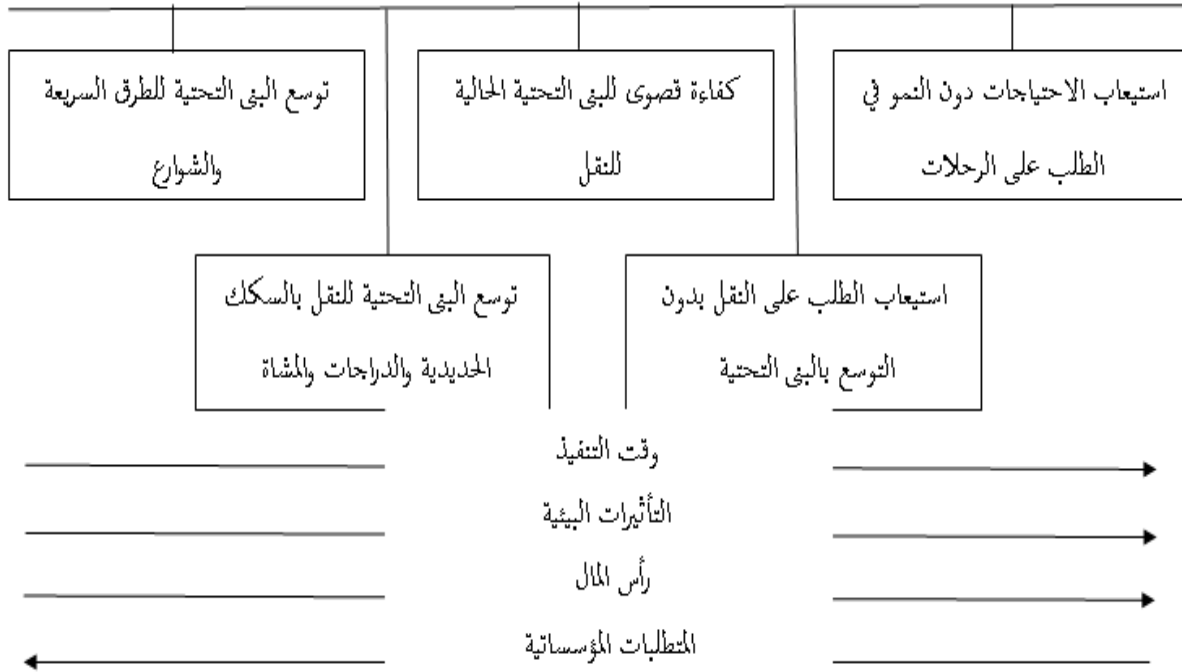 استيعاب الاحتياجات دون النمو في
الطلب على الرحلات
كفاءة قصوى للبنى التحتية الحالية
للنقل
توسع البنى التحتية للطرق السريعة
والشوارع
استيعاب الطلب على النقل بدون
التوسع بالبنى التحتية
توسع البنى التحتية للنقل بالسكك
الحديدية والدراجات والمشاة
وقت التنفيذ
التأثيرات البيئية
رأس المال
المتطلبات المؤسساتية